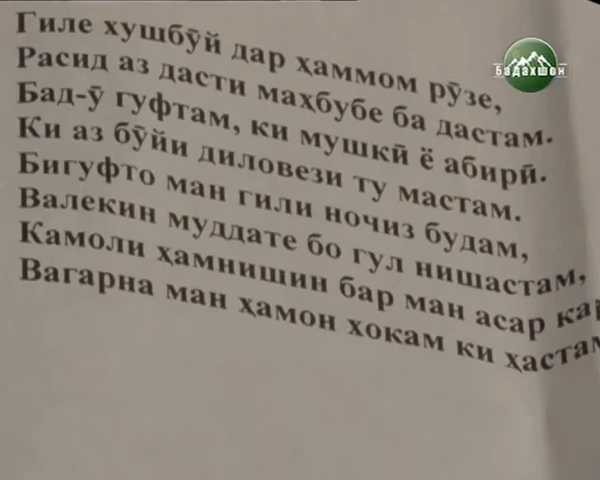 Гиле хушбӯй дар ҳаммом рӯзе,
Расид аз дасти маҳбубе ба дастам.
Бад-ӯ гуфтам, ки мушкӣ ё абирӣ.
Ки аз бӯйи диловези ту мастам.
Бигуфто ман гили ночиз будам,
Валекин муддате бо гул нишастам,
Камоли ҳамнишин бар ман асар
Вагарна ман ҳамон хокам ки ҳастам
Бадахшон